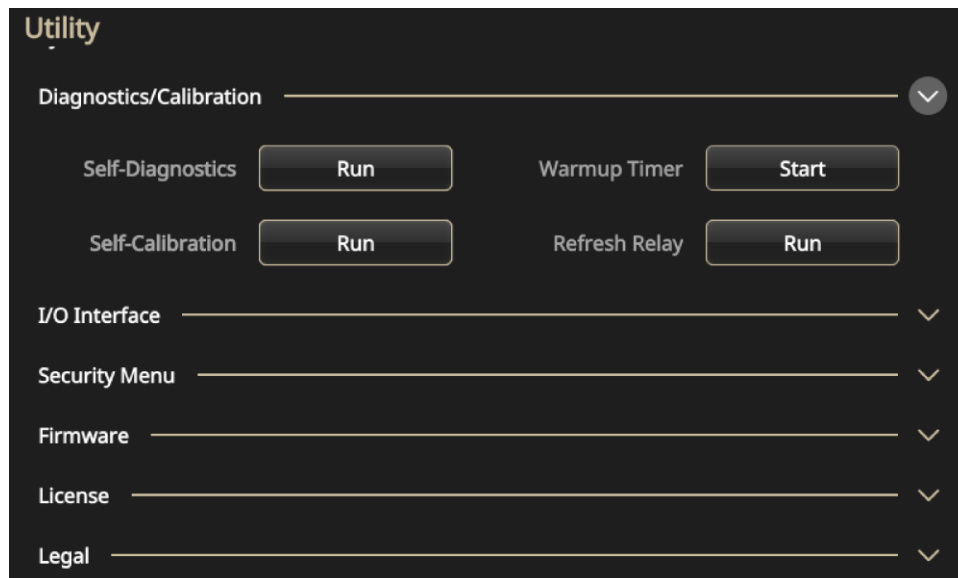 Utility
Diagnostics/Calibration
Self-Diagnostics Run Warmup Timer Start
Self-Calibration Run Refresh Relay Run
I/O Interface
Security Menu
Firmware
License
Legal